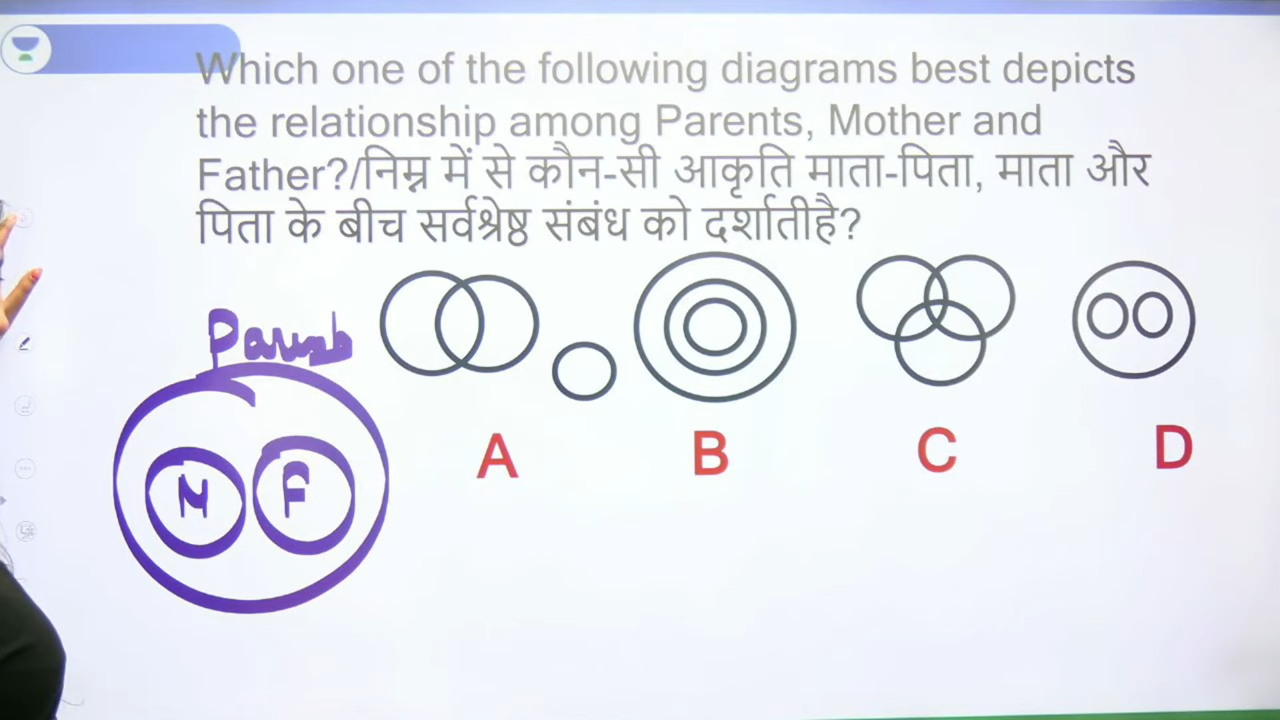 Which one of the following diagrams best depicts
the relationship among Parents, Mother and
Father?/निम्न में से कौन-सी आकृति माता-पिता, माता और
पिता के बीच सर्वश्रेष्ठ संबंध को दर्शातीहै?
Parents
M F
A B C D